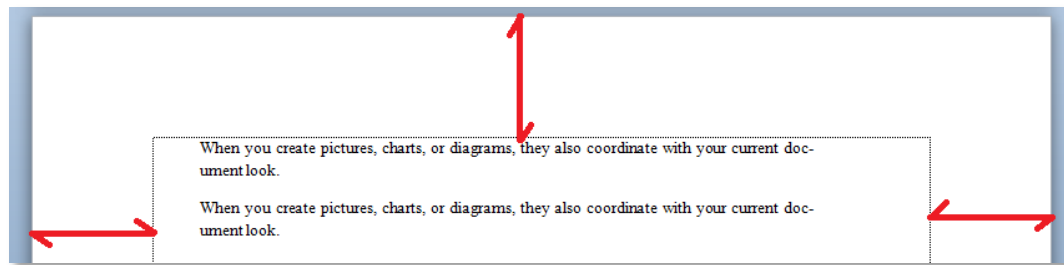 When you create pictures, charts, or diagrams, they also coordinate with your current doc-
ument look.
When you create pictures, charts, or diagrams, they also coordinate with your current doc-
ument look.